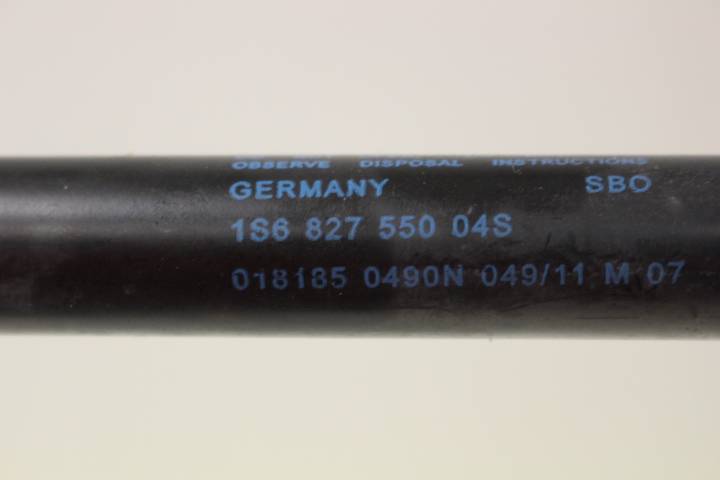 OBSERVE DISPOSAL INSTRUCTIONS
GERMANY SBO
1S6 827 550 04S
018185 0490N 049/11 M 07